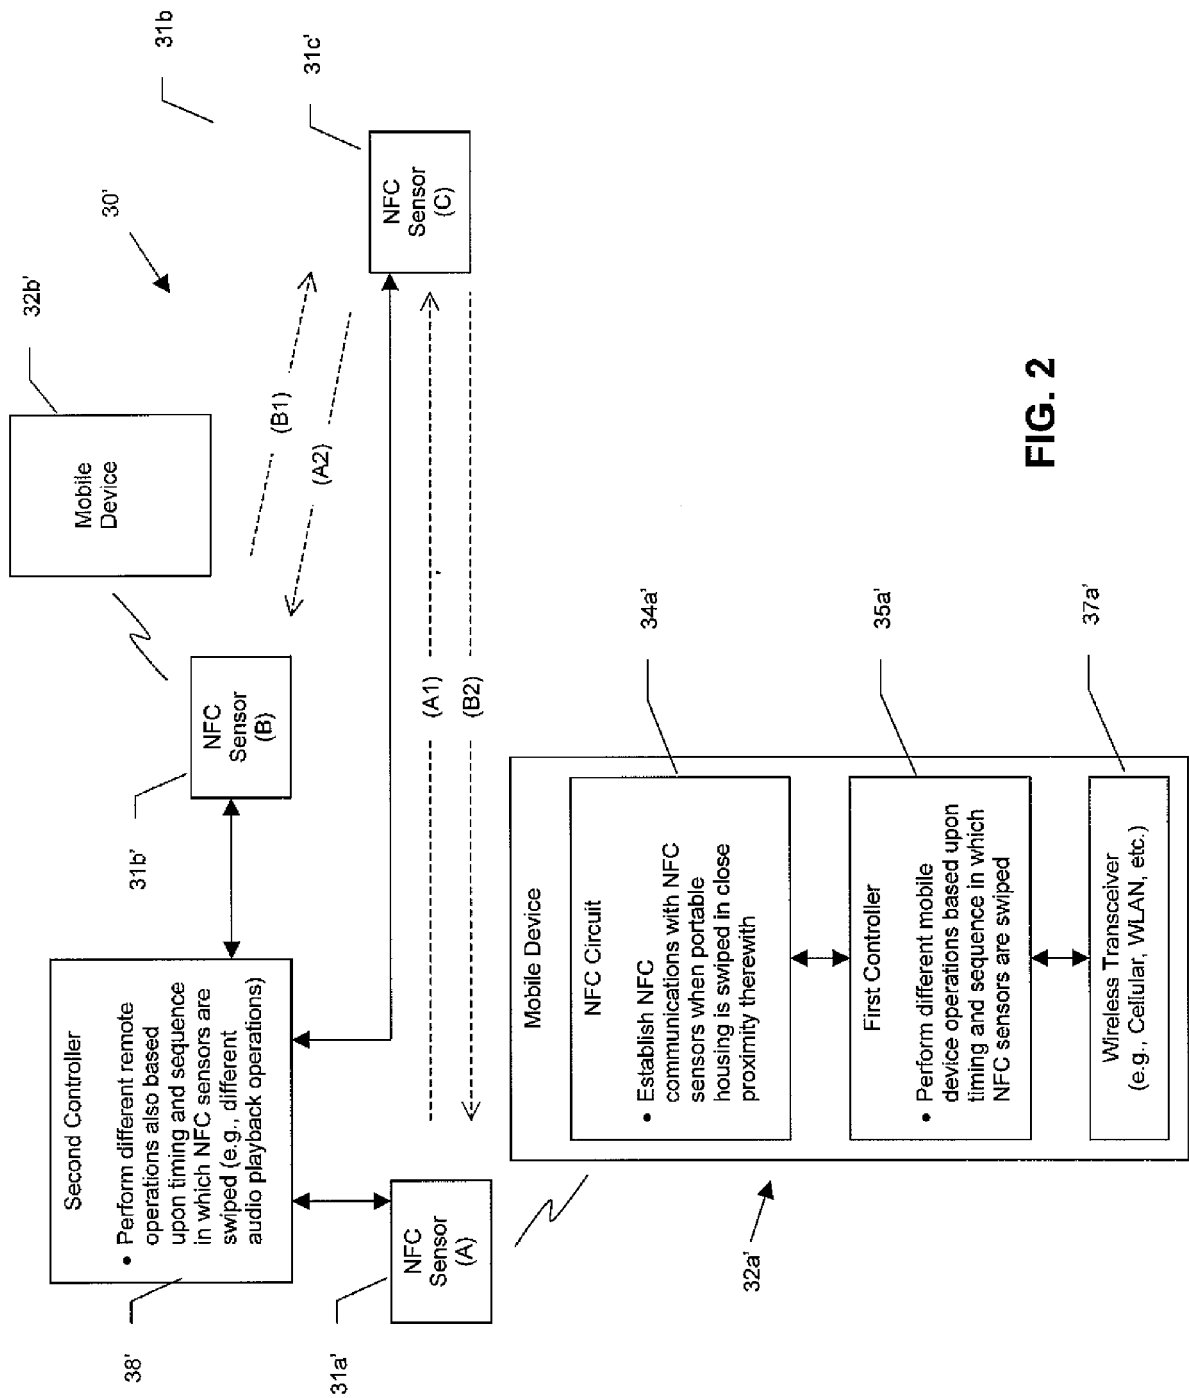 32b'
30'
31b
31c'
Mobile
Device
(B1)
(A2)
NFC
Sensor
(C)
NFC
Sensor
(B)
31b'
Second Controller
• Perform different remote
operations also based
upon timing and sequence
in which NFC sensors are
swiped (e.g., different
audio playback operations)
38'
(A1)
(B2)
NFC
Sensor
(A)
31a'
Mobile Device
NFC Circuit
• Establish NFC
communications with NFC
sensors when portable
housing is swiped in close
proximity therewith
34a'
First Controller
• Perform different mobile
device operations based upon
timing and sequence in which
NFC sensors are swiped
35a'
Wireless Transceiver
(e.g., Cellular, WLAN, etc.)
37a'
32a'
FIG. 2